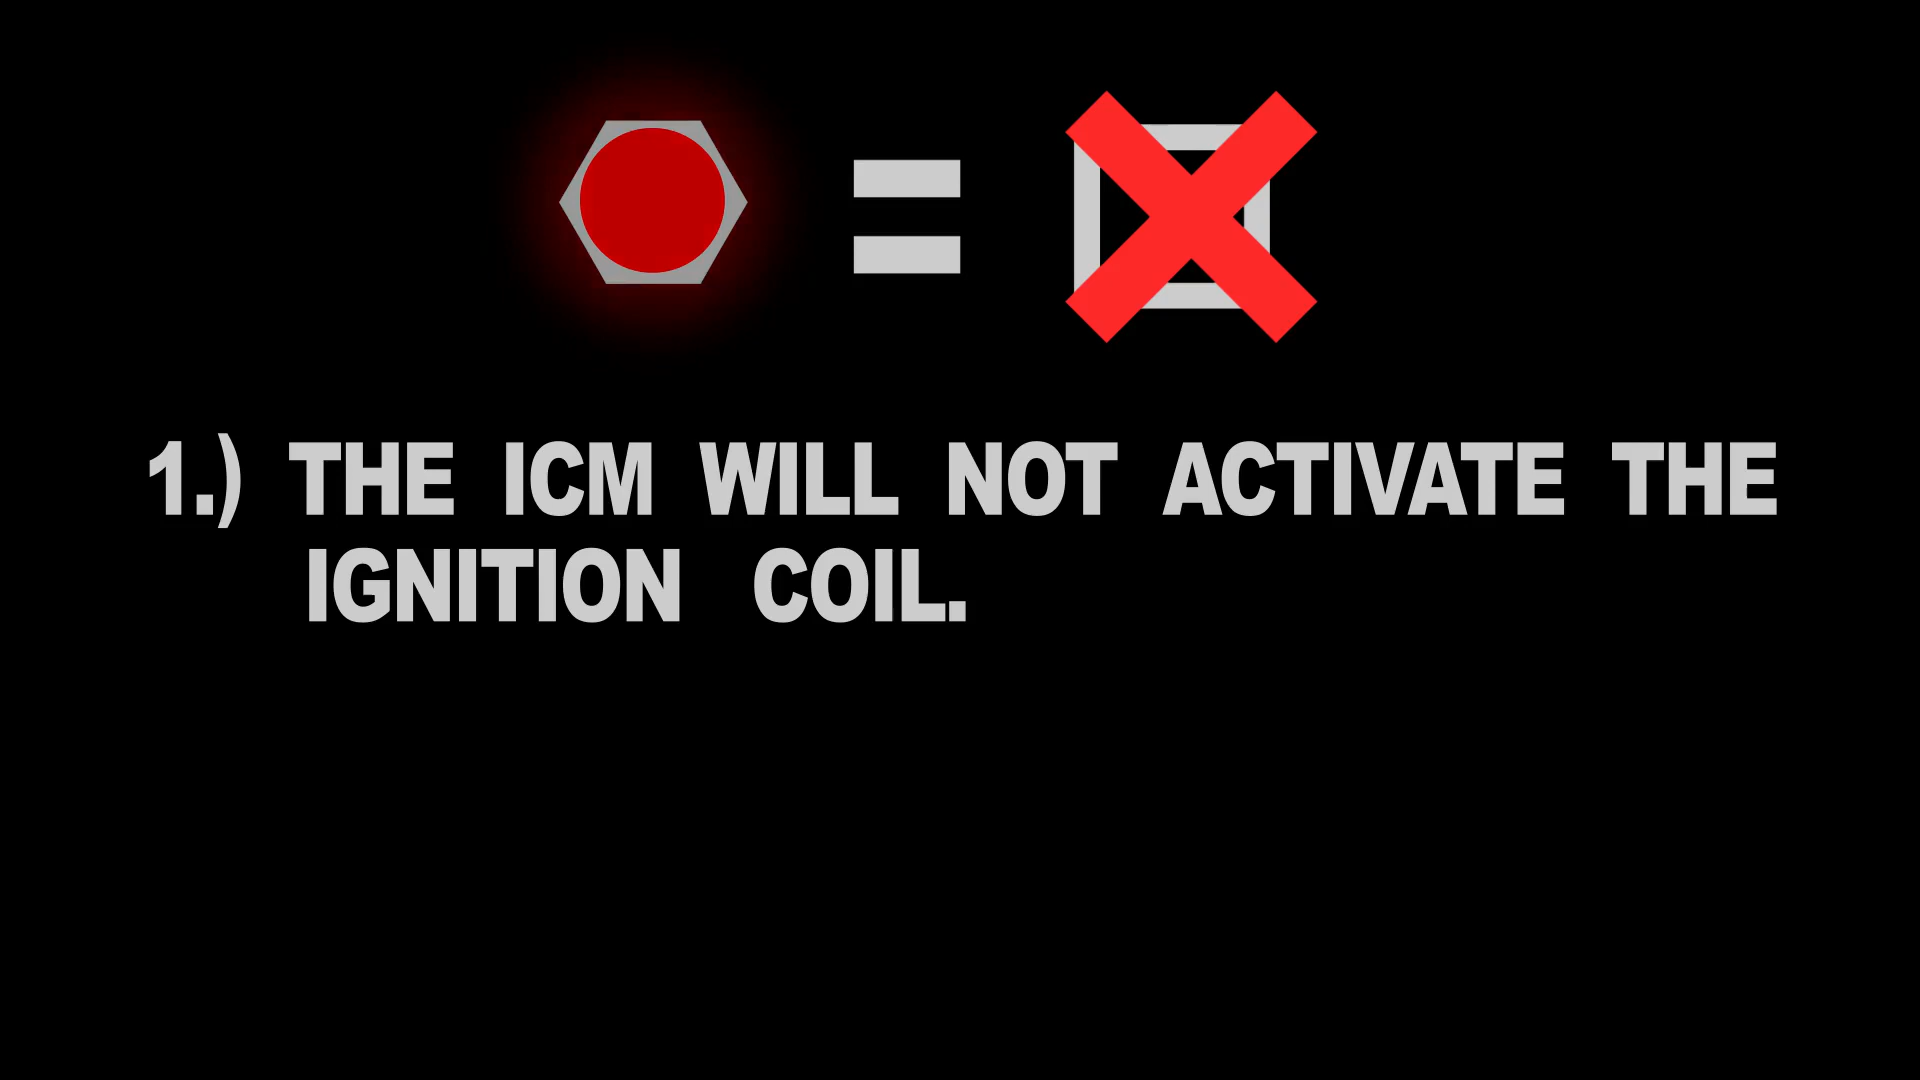 =
1.) THE ICM WILL NOT ACTIVATE THE
IGNITION COIL.